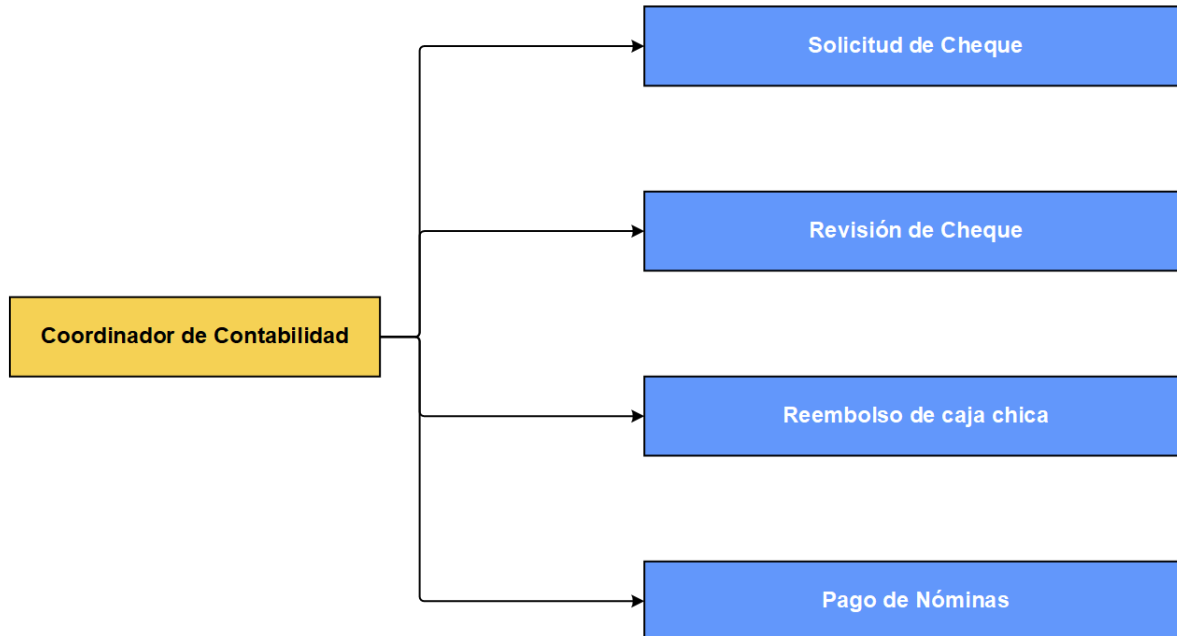 Solicitud de Cheque
Revisión de Cheque
Coordinador de Contabilidad
Reembolso de caja chica
Pago de Nóminas